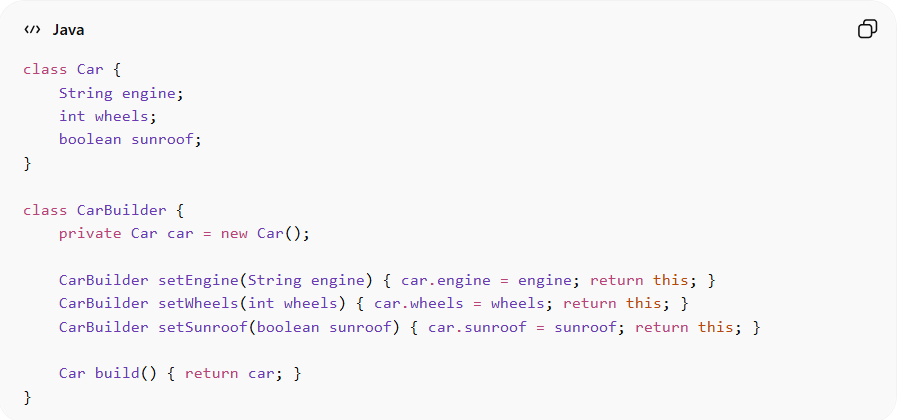 </> Java
class Car {
    String engine;
    int wheels;
    boolean sunroof;
}
class CarBuilder {
    private Car car = new Car();
    CarBuilder setEngine(String engine) { car.engine = engine; return this; }
    CarBuilder setWheels(int wheels) { car.wheels = wheels; return this; }
    CarBuilder setSunroof(boolean sunroof) { car.sunroof = sunroof; return this; }
    Car build() { return car; }
}